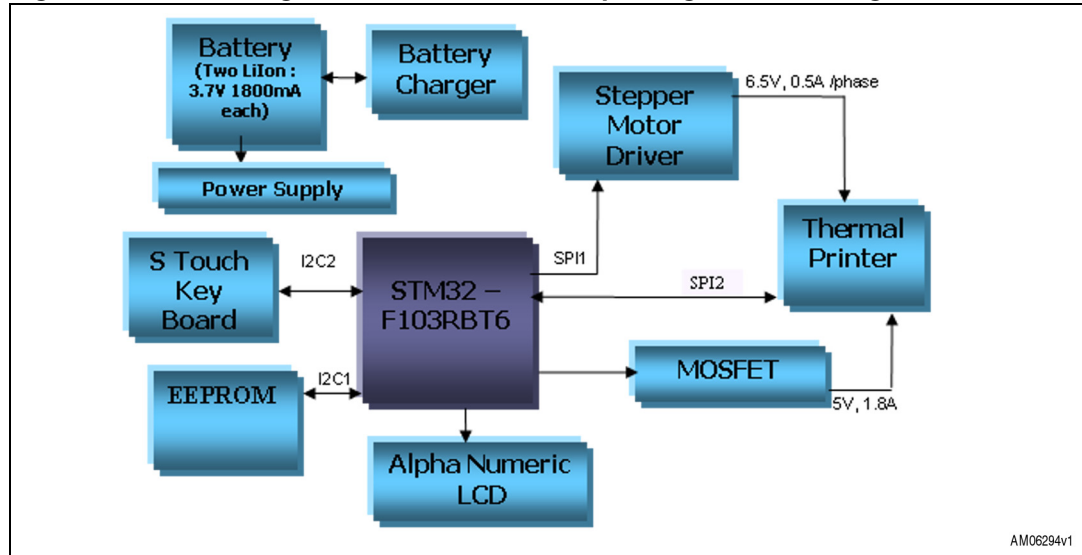 Battery
(Two LiIon :
3.7V 1800mA
each)
Battery
Charger
Power Supply
Stepper
Motor
Driver
6.5V, 0.5A /phase
Thermal
Printer
S Touch
Key
Board
I2C2
STM32 –
F103RBT6
SPI1
SPI2
EEPROM
I2C1
MOSFET
5V, 1.8A
Alpha Numeric
LCD
AM06294v1